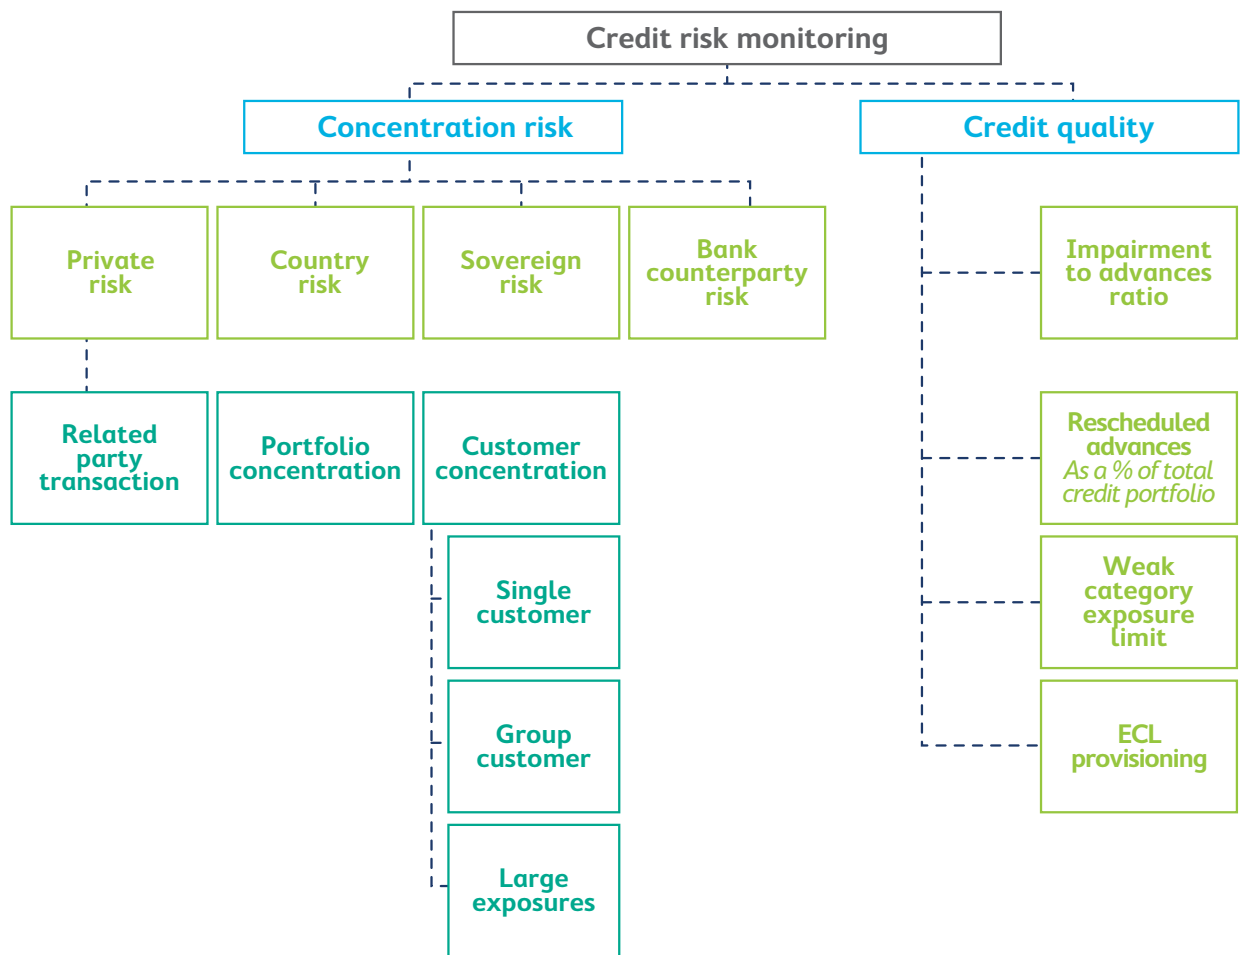 Credit risk monitoring
Concentration risk
Credit quality
Private
risk
Country
risk
Sovereign
risk
Bank
counterparty
risk
Impairment
to advances
ratio
Related
party
transaction
Portfolio
concentration
Customer
concentration
Rescheduled
advances
As a % of total
credit portfolio
Single
customer
Weak
category
exposure
limit
Group
customer
ECL
provisioning
Large
exposures